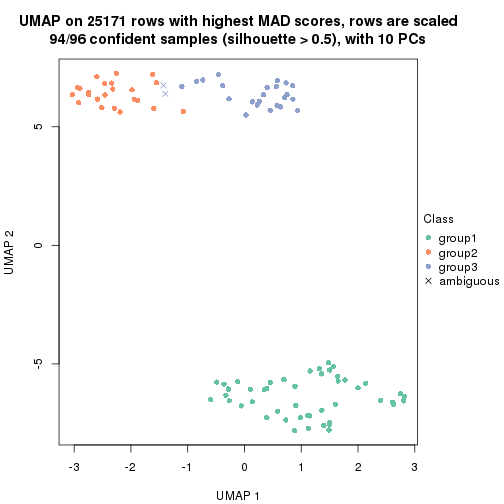 UMAP on 25171 rows with highest MAD scores, rows are scaled
94/96 confident samples (silhouette > 0.5), with 10 PCs
UMAP 2
5
0
-5
-3
-2
-1
0
1
2
3
UMAP 1
Class
group1
group2
group3
ambiguous